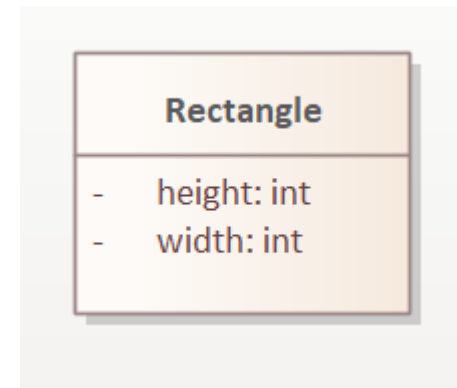 Rectangle
- height: int
- width: int